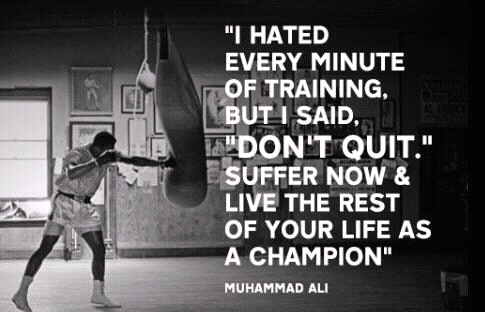 "I HATED
EVERY MINUTE
OF TRAINING,
BUT I SAID,
"DON'T QUIT."
SUFFER NOW &
LIVE THE REST
OF YOUR LIFE AS
A CHAMPION"
MUHAMMAD ALI